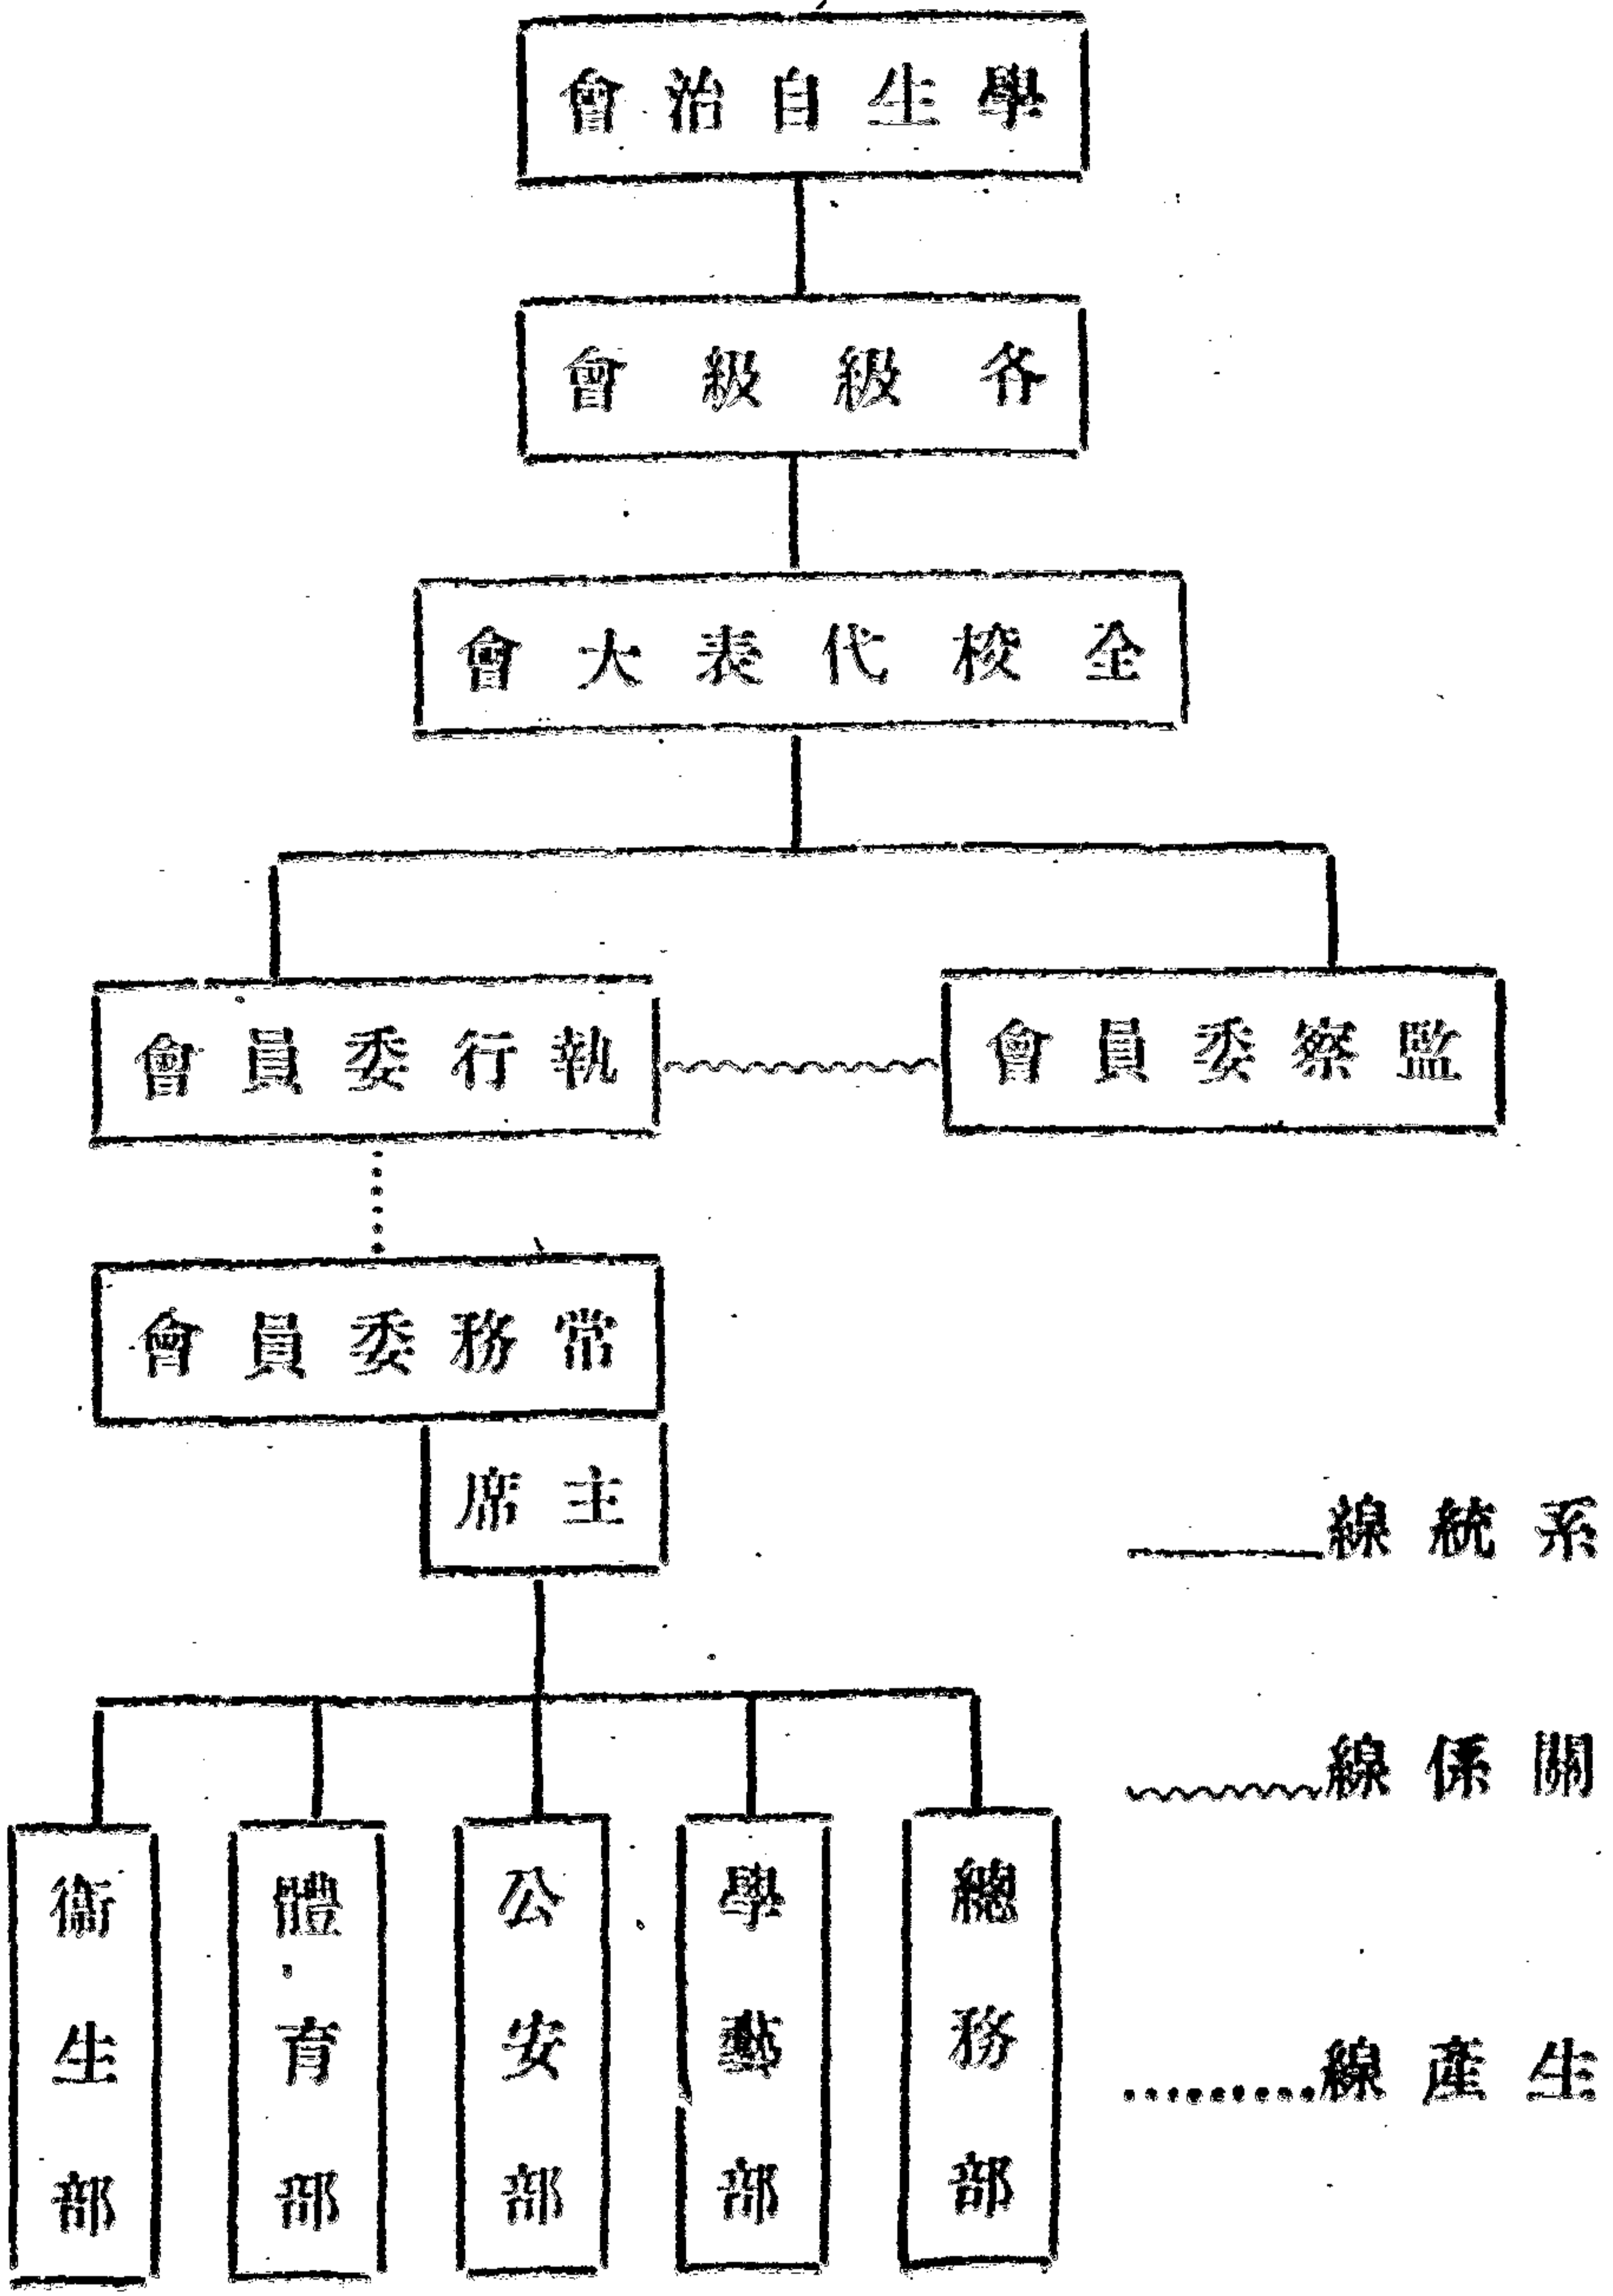 學生自治會
各級級會
全校代表大會
監察委員會
執行委員會
常務委員會
主席
總務部
學藝部
公安部
體育部
衞生部
系統線
關係線
生產線